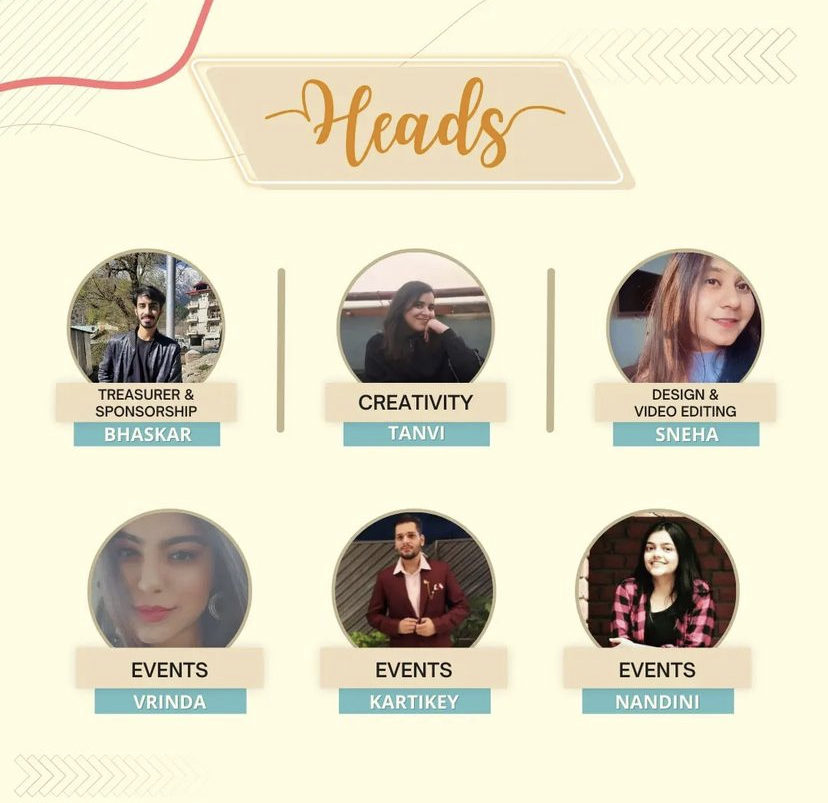 Heads
TREASURER &
SPONSORSHIP
BHASKAR
CREATIVITY
TANVI
DESIGN &
VIDEO EDITING
SNEHA
EVENTS
VRINDA
EVENTS
KARTIKEY
EVENTS
NANDINI